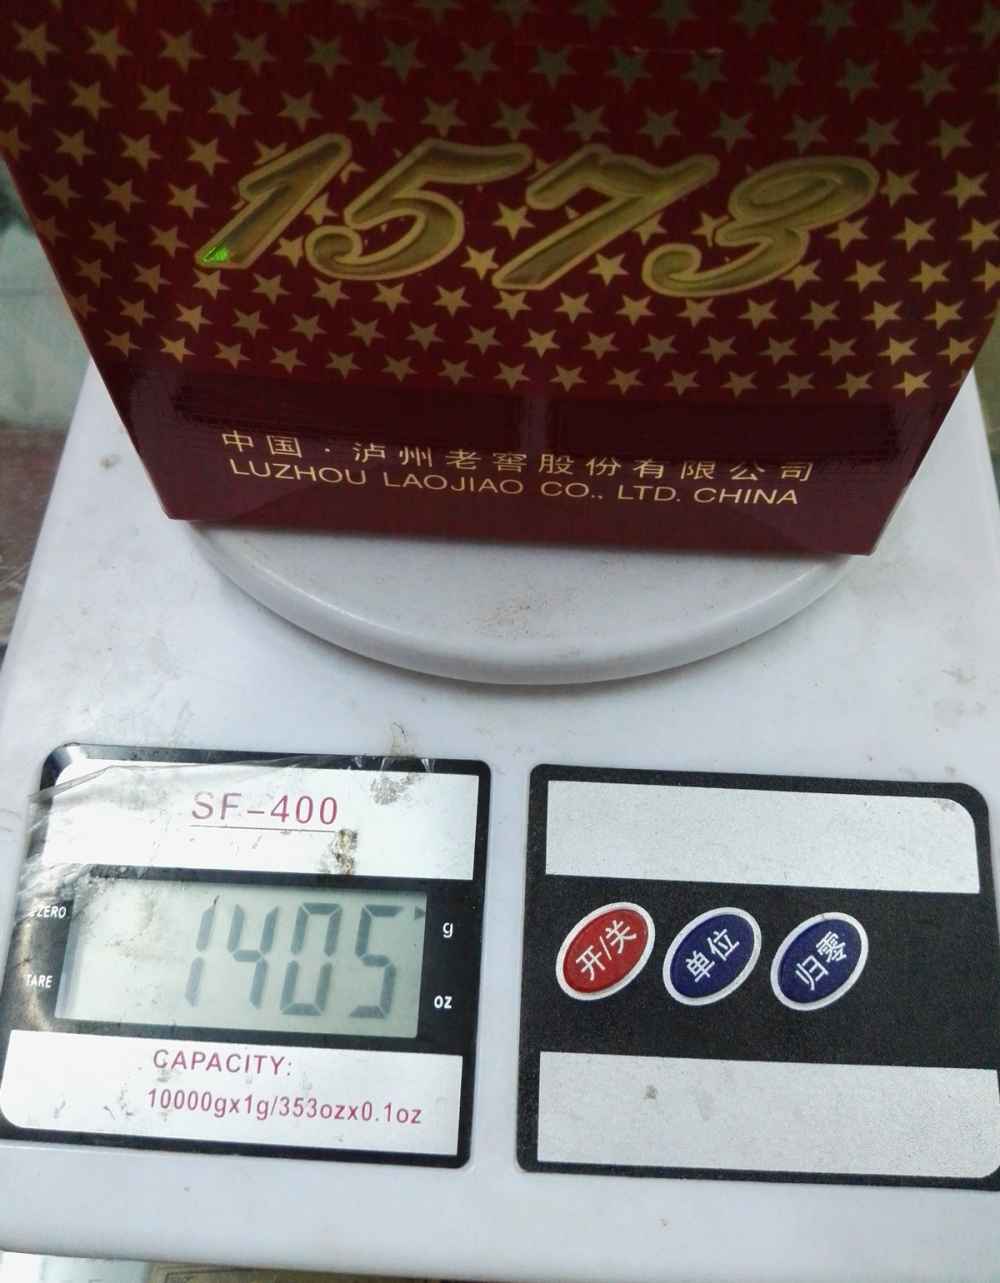 1573
中国·泸州老窖股份有限公司
LUZHOU LAOJIAO CO., LTD. CHINA
SF-400
ZERO
TARE
1405
g
oz
开/关
单位
归零
CAPACITY:
10000gx1g/353ozx0.1oz